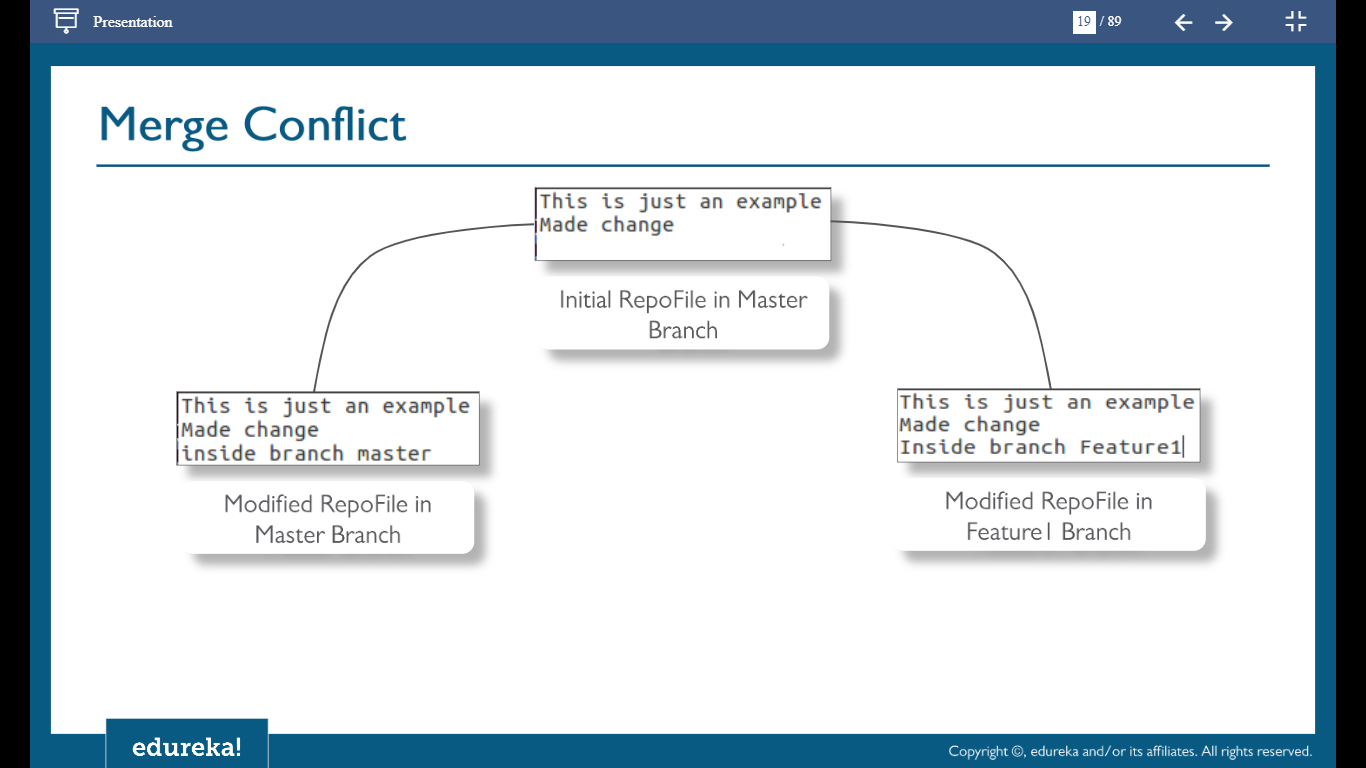 Presentation
19 / 89
Merge Conflict
This is just an example
Made change
Initial RepoFile in Master
Branch
This is just an example
Made change
inside branch master
Modified RepoFile in
Master Branch
This is just an example
Made change
Inside branch Feature1
Modified RepoFile in
Feature1 Branch
edureka!
Copyright ©, edureka and/or its affiliates. All rights reserved.